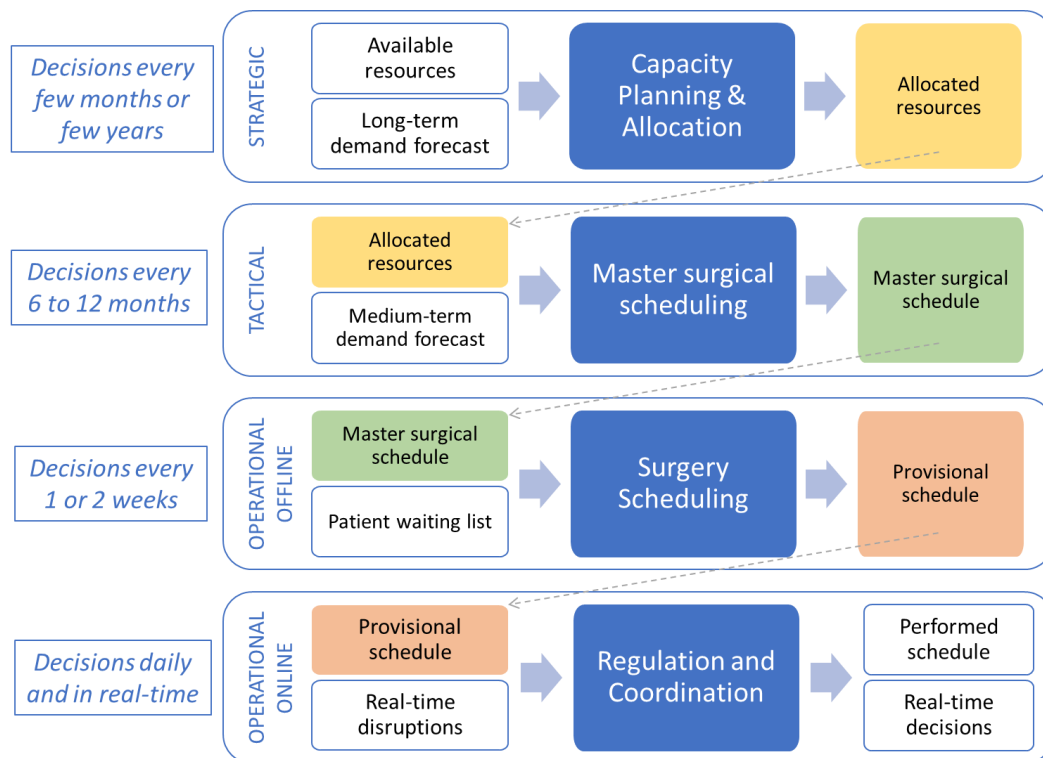 Decisions every
few months or
few years
STRATEGIC
Available
resources
Long-term
demand forecast
Capacity
Planning &
Allocation
Allocated
resources
Decisions every
6 to 12 months
TACTICAL
Allocated
resources
Medium-term
demand forecast
Master surgical
scheduling
Master surgical
schedule
Decisions every
1 or 2 weeks
OPERATIONAL
OFFLINE
Master surgical
schedule
Patient waiting list
Surgery
Scheduling
Provisional
schedule
Decisions daily
and in real-time
OPERATIONAL
ONLINE
Provisional
schedule
Real-time
disruptions
Regulation and
Coordination
Performed
schedule
Real-time
decisions